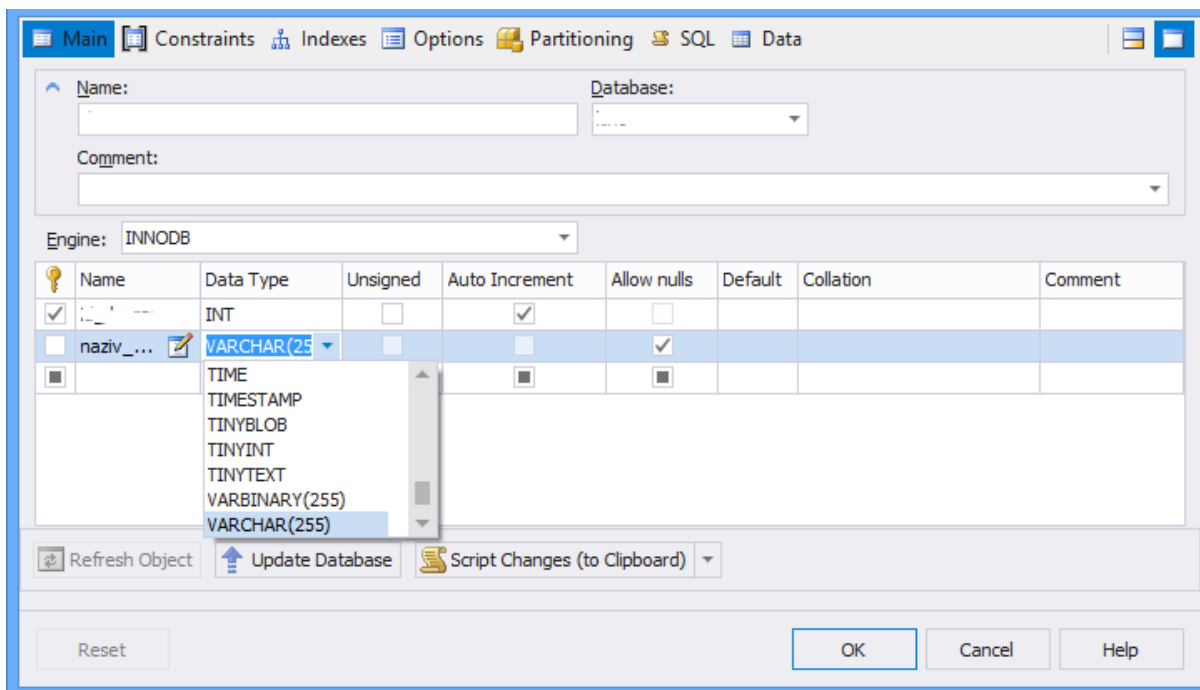 Main Constraints Indexes Options Partitioning SQL Data
Name: Database:
Comment:
Engine: INNODB
Name Data Type Unsigned Auto Increment Allow nulls Default Collation Comment
INT
naziv_... VARCHAR(25
TIME
TIMESTAMP
TINYBLOB
TINYINT
TINYTEXT
VARBINARY(255)
VARCHAR(255)
Refresh Object Update Database Script Changes (to Clipboard)
Reset OK Cancel Help